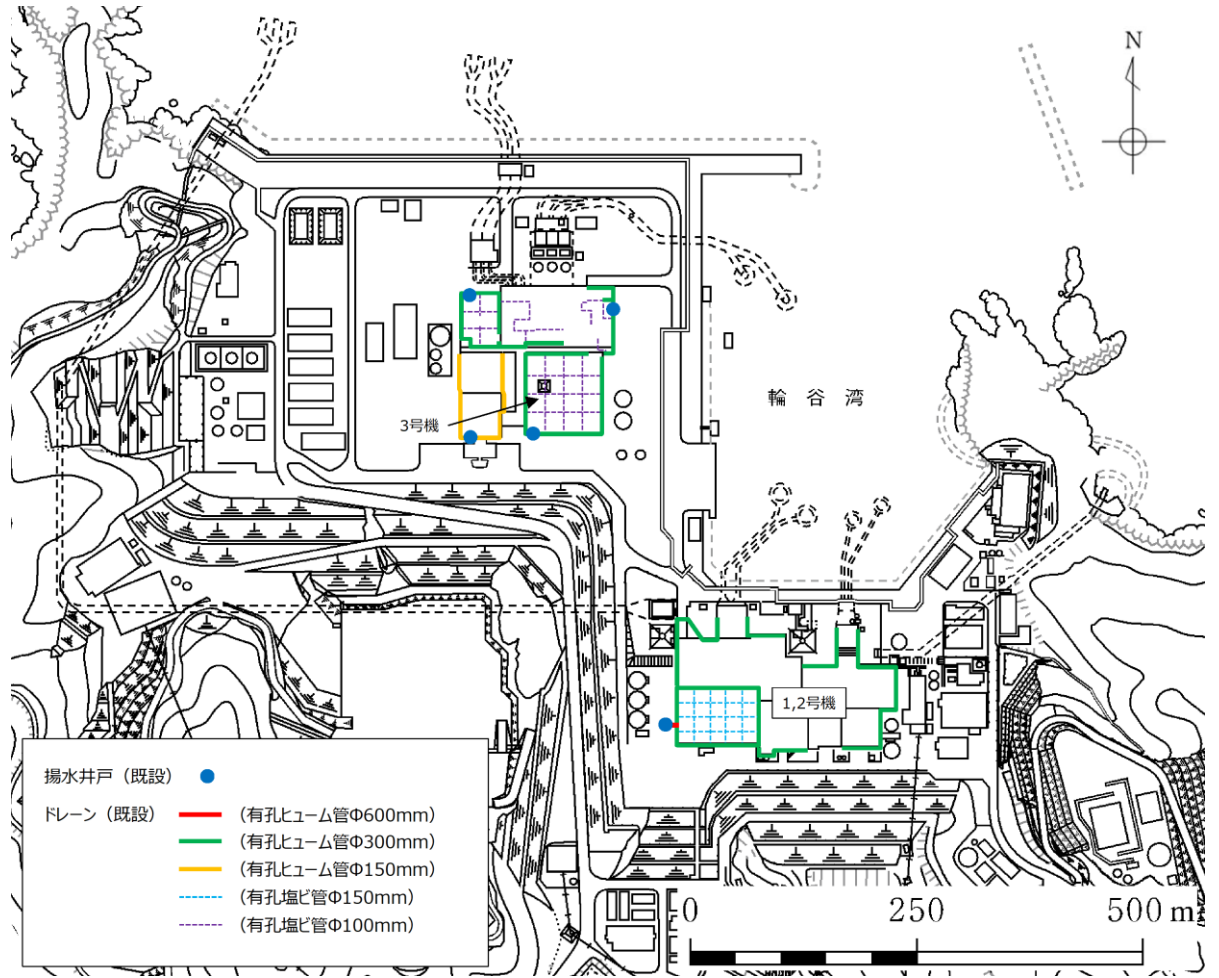 N
輪谷湾
3号機
1,2号機
揚水井戸（既設）
ドレーン（既設）
（有孔ヒューム管Φ600mm）
（有孔ヒューム管Φ300mm）
（有孔ヒューム管Φ150mm）
（有孔塩ビ管Φ150mm）
（有孔塩ビ管Φ100mm）
0 250 500 m